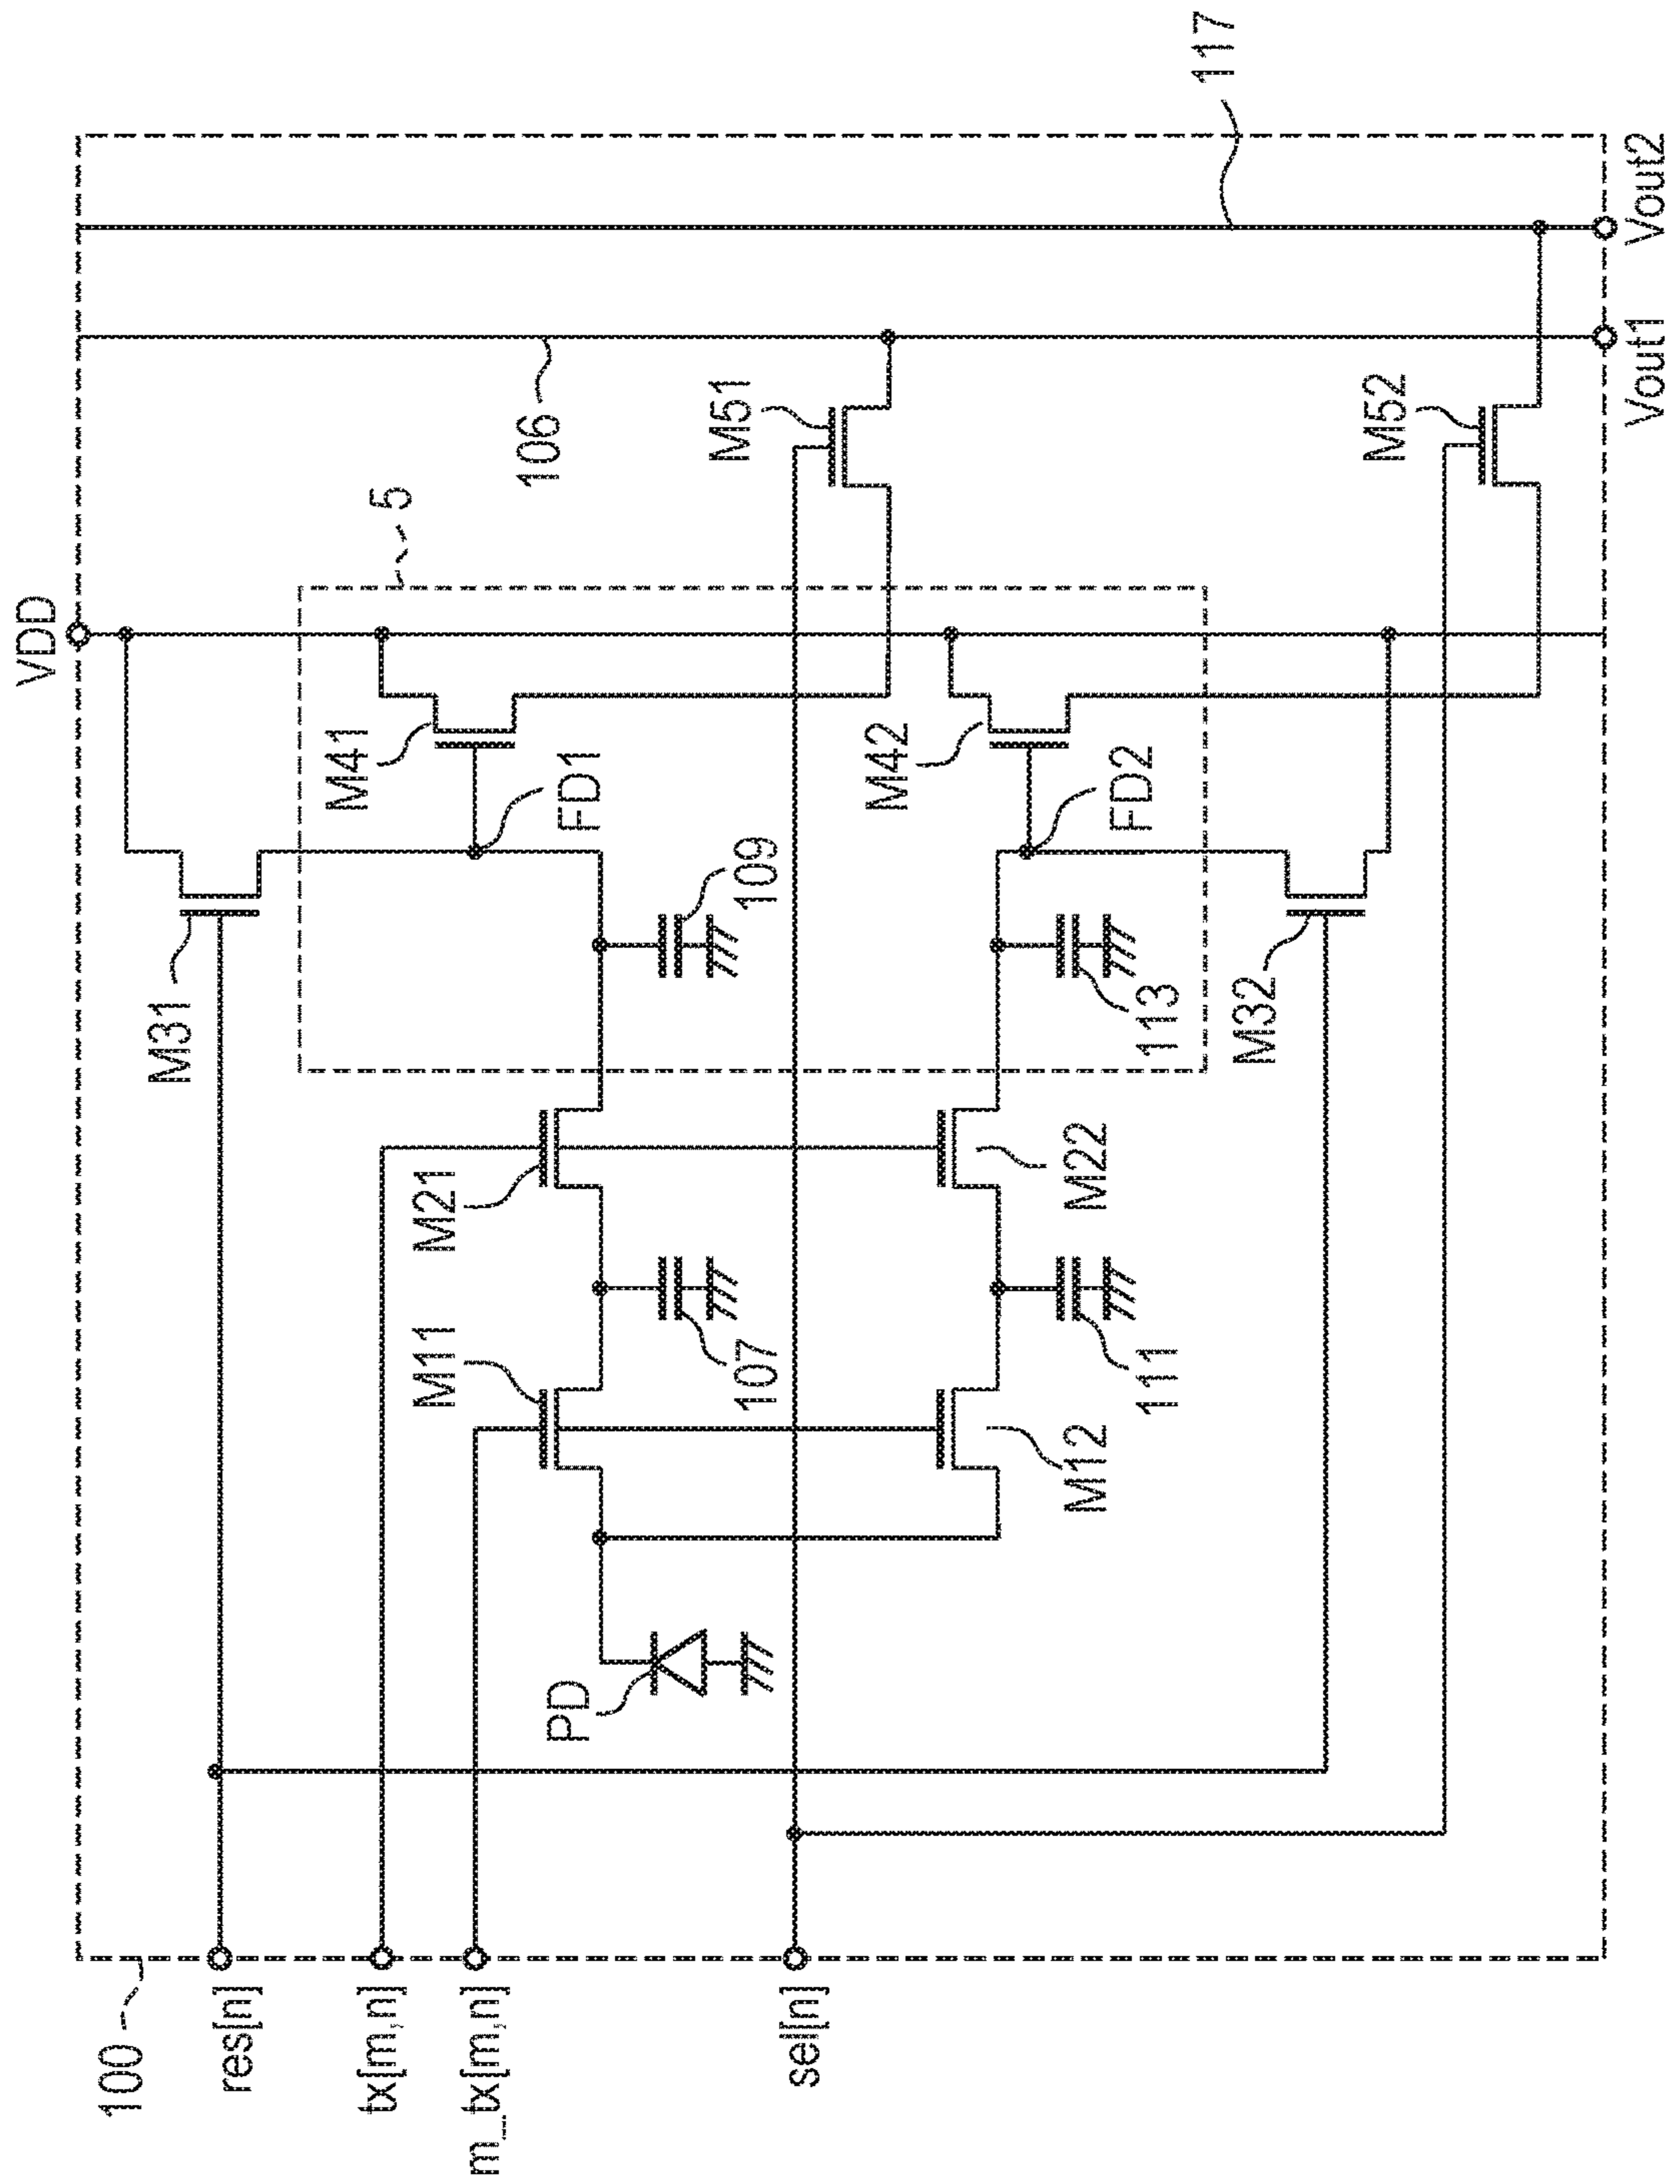 100
res[n]
tx[m,n]
m_tx[m,n]
sel[n]
VDD
M31
5
M41
FD1
109
M21
M11
107
PD
106
M51
117
M42
FD2
113
M22
111
M12
M32
M52
Vout1
Vout2